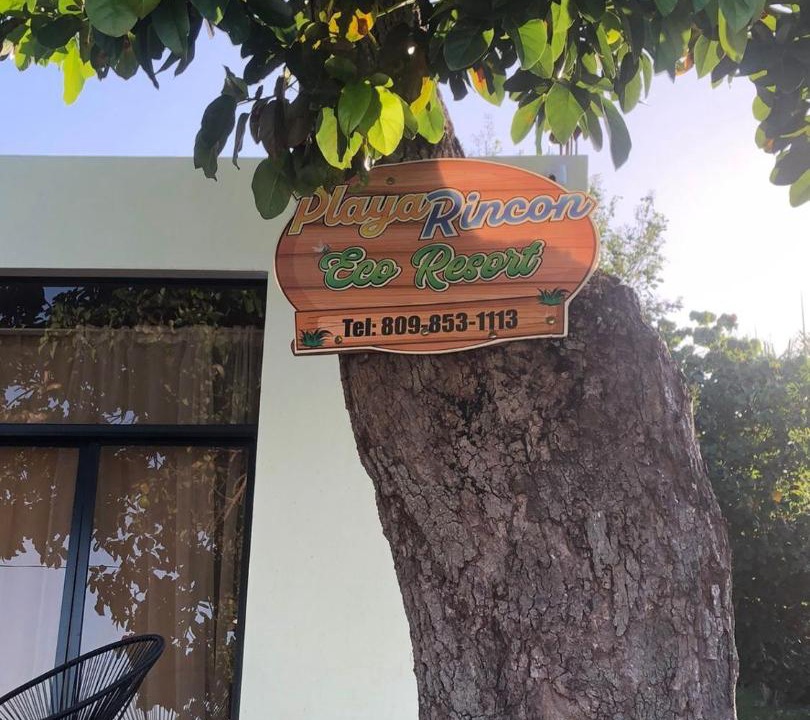 Playa Rincon
Eco Resort
Tel: 809-853-1113